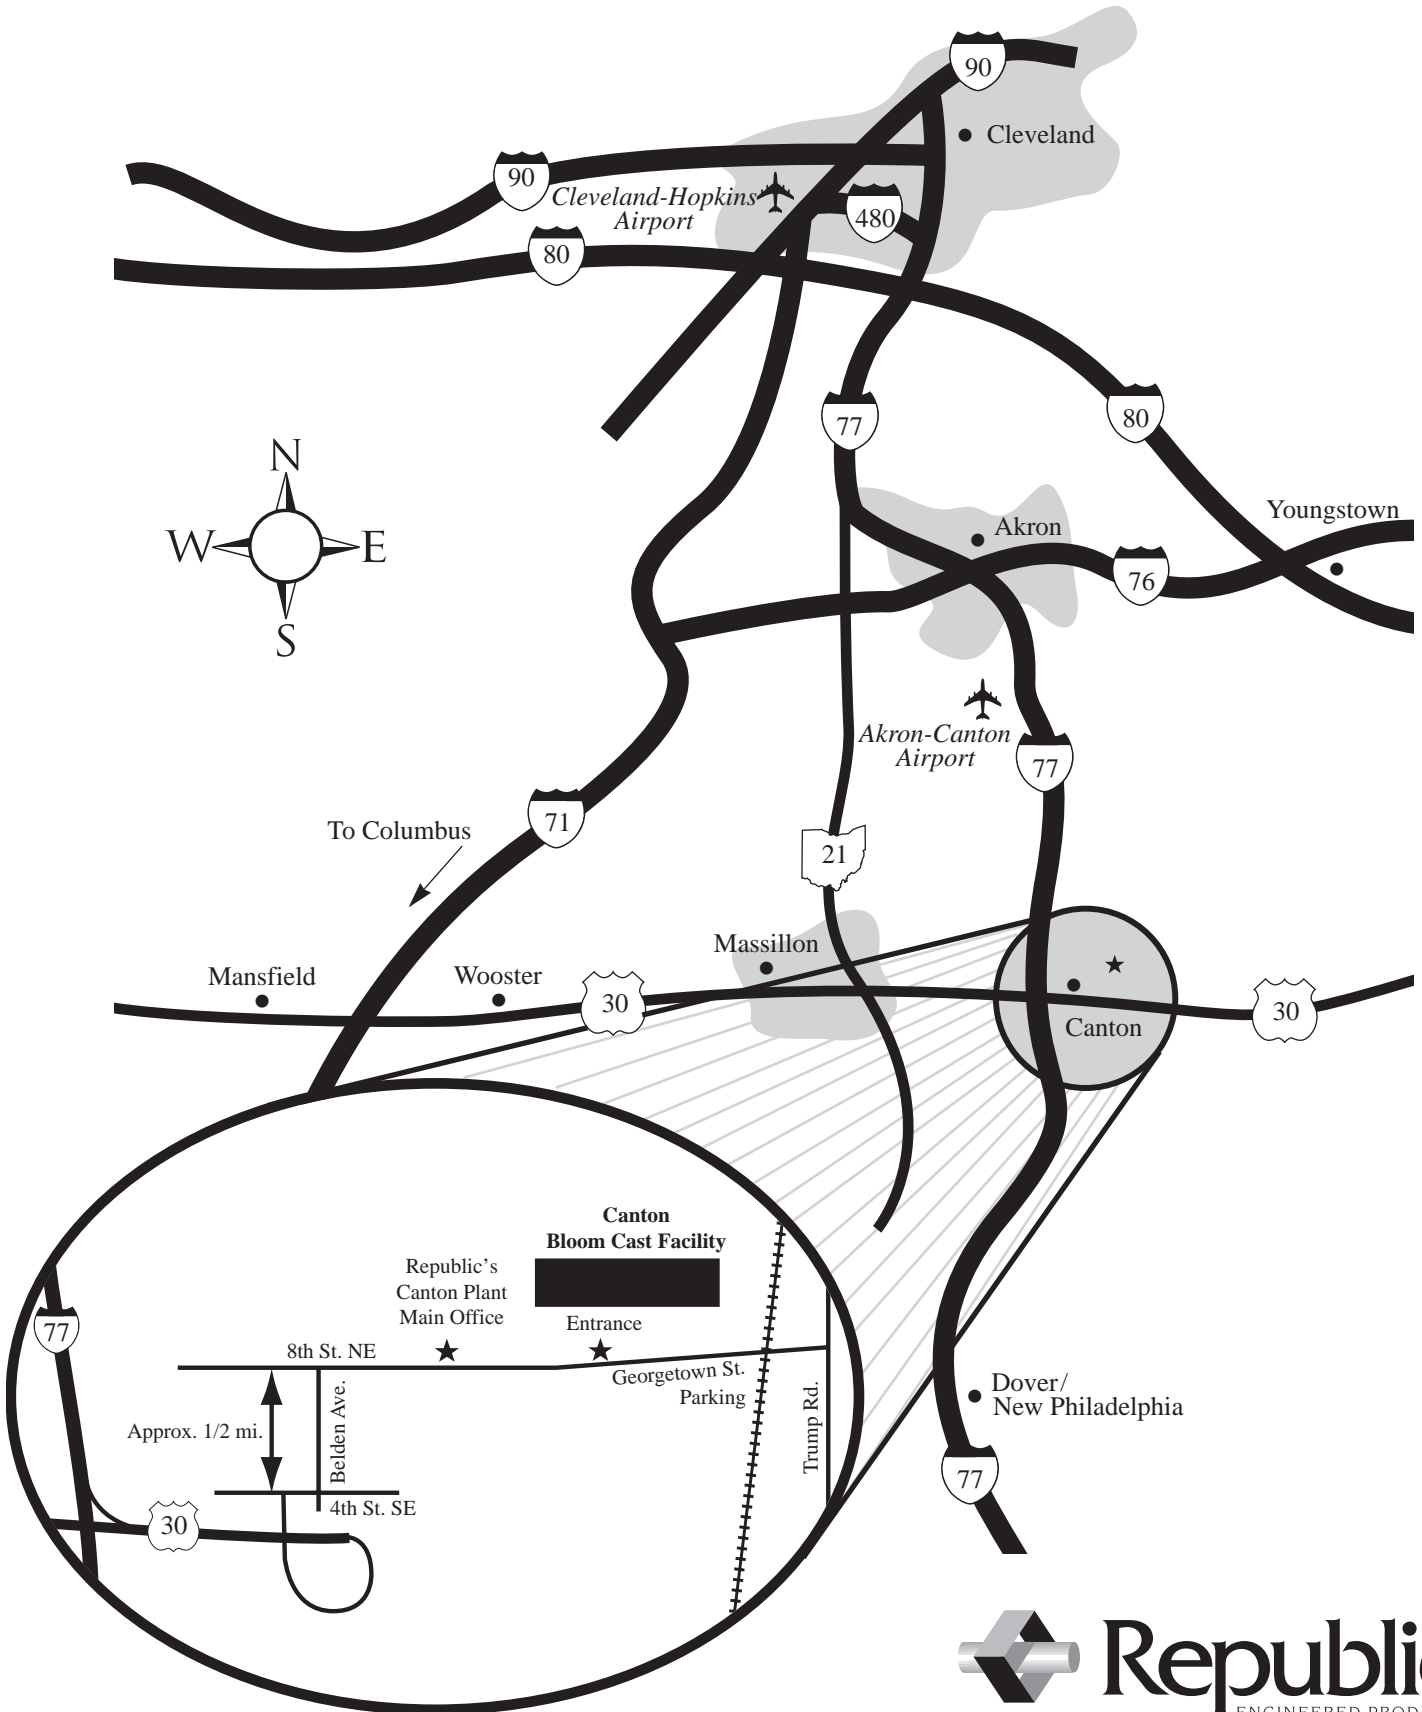 90
Cleveland
90
Cleveland-Hopkins
Airport
480
80
77
80
N
W
E
S
Youngstown
Akron
76
Akron-Canton
Airport
77
71
To Columbus
21
Massillon
Mansfield
Wooster
30
30
Canton
Canton
Bloom Cast Facility
Republic's
Canton Plant
Main Office
Entrance
77
8th St. NE
Georgetown St.
Parking
Approx. 1/2 mi.
Belden Ave.
Trump Rd.
4th St. SE
30
Dover/
New Philadelphia
77
Republic
ENGINEERED PROD